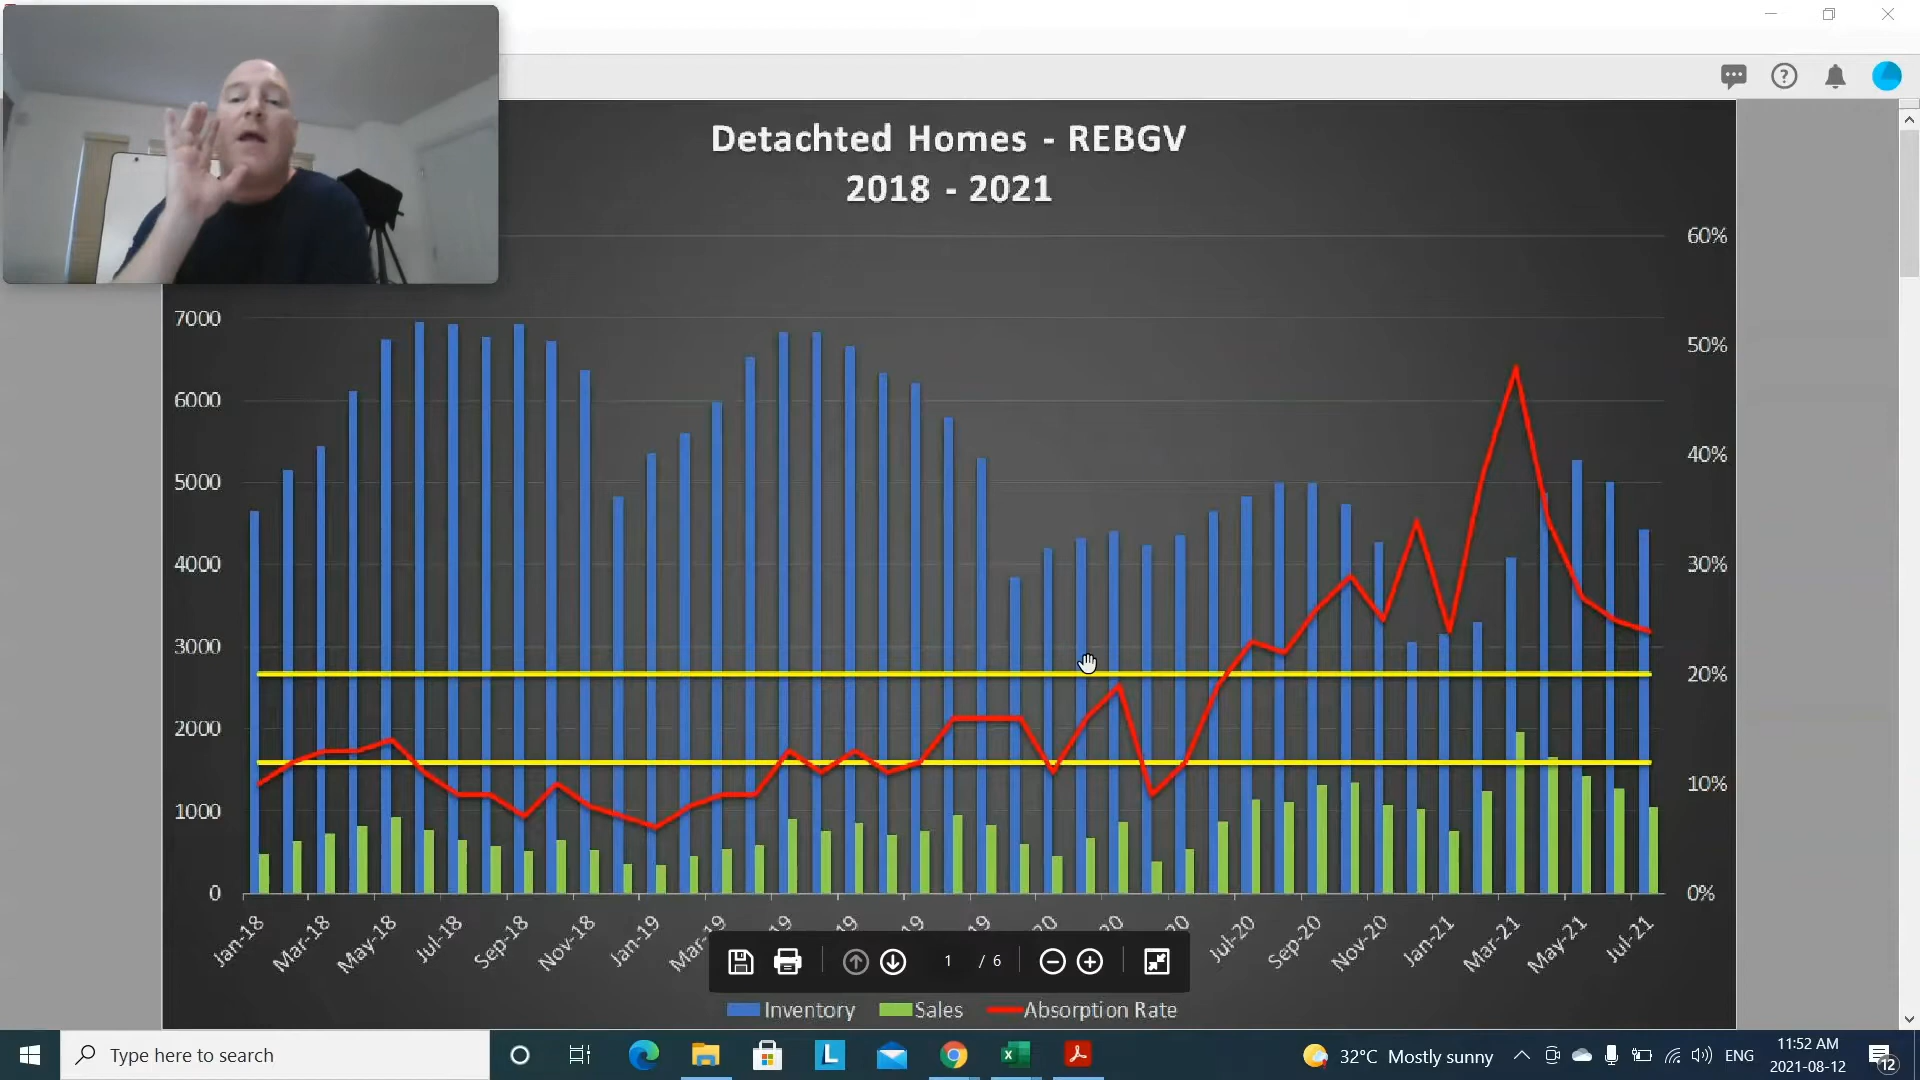 Detachted Homes - REBGV
2018 - 2021
60%
7000
50%
6000
40%
5000
4000
30%
3000
20%
2000
10%
1000
0
0%
Jan-18
Mar-18
May-18
Jul-18
Sep-18
Nov-18
Jan-19
Jul-20
Sep-20
Nov-20
Jan-21
Mar-21
May-21
Jul-21
1 / 6
Inventory Sales Absorption Rate
Type here to search
32°C Mostly sunny
ENG
11:52 AM
2021-08-12
12